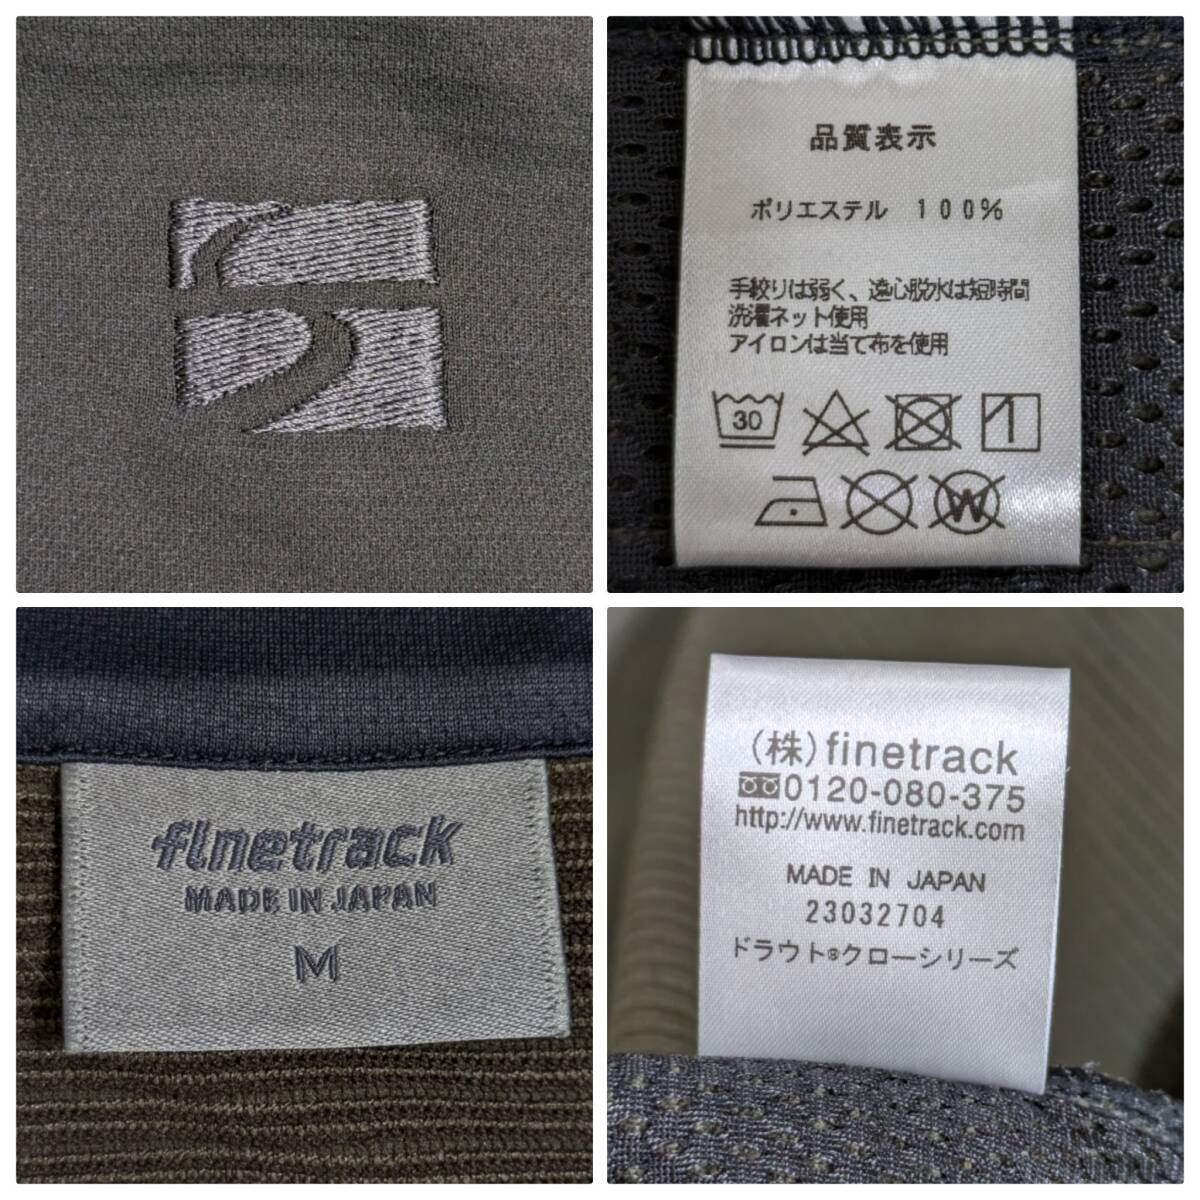 品質表示
ポリエステル 100%
手絞りは弱く、遠心脱水は短時間
洗濯ネット使用
アイロンは当て布を使用
30
W
finetrack
MADE IN JAPAN
M
(株)finetrack
0120-080-375
http://www.finetrack.com
MADE IN JAPAN
23032704
ドラウト®クローシリーズ